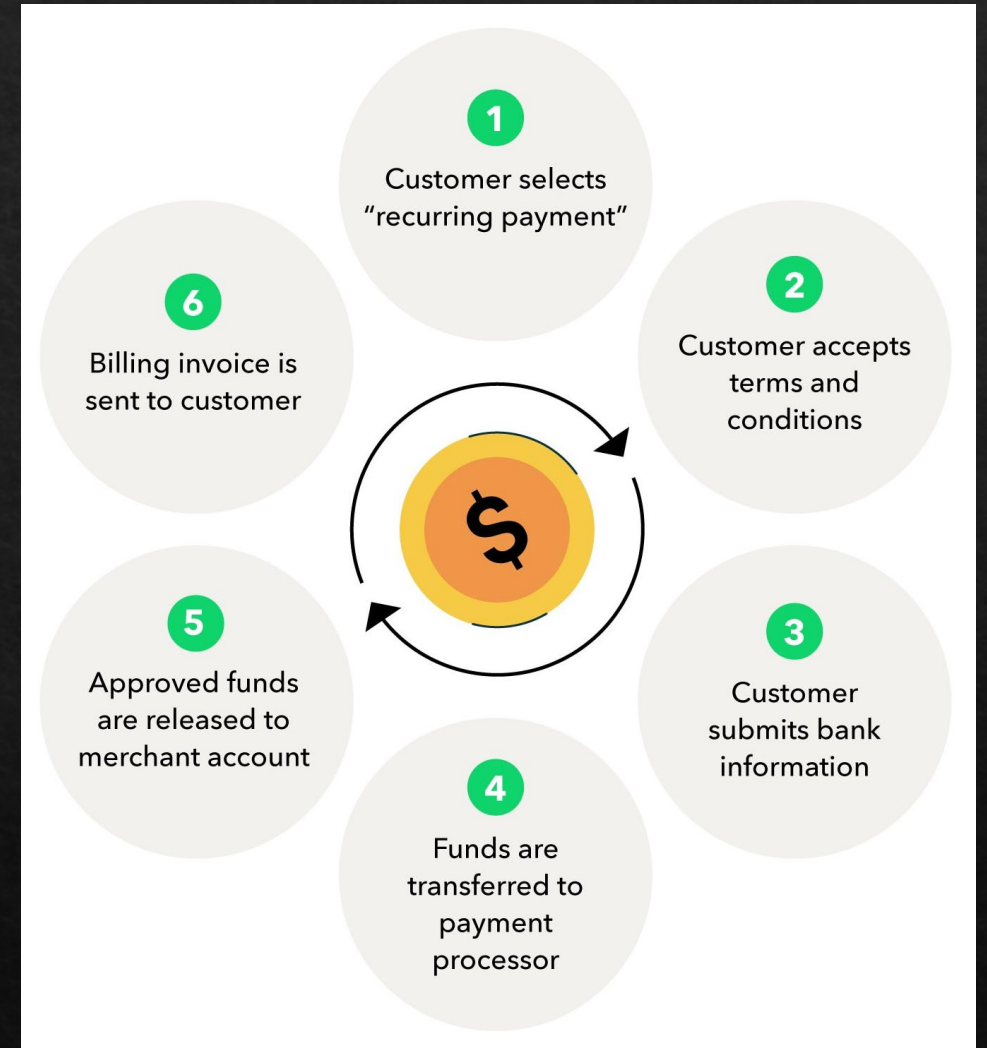 1
Customer selects
“recurring payment”
2
Customer accepts
terms and
conditions
3
Customer
submits bank
information
4
Funds are
transferred to
payment
processor
5
Approved funds
are released to
merchant account
6
Billing invoice is
sent to customer
$